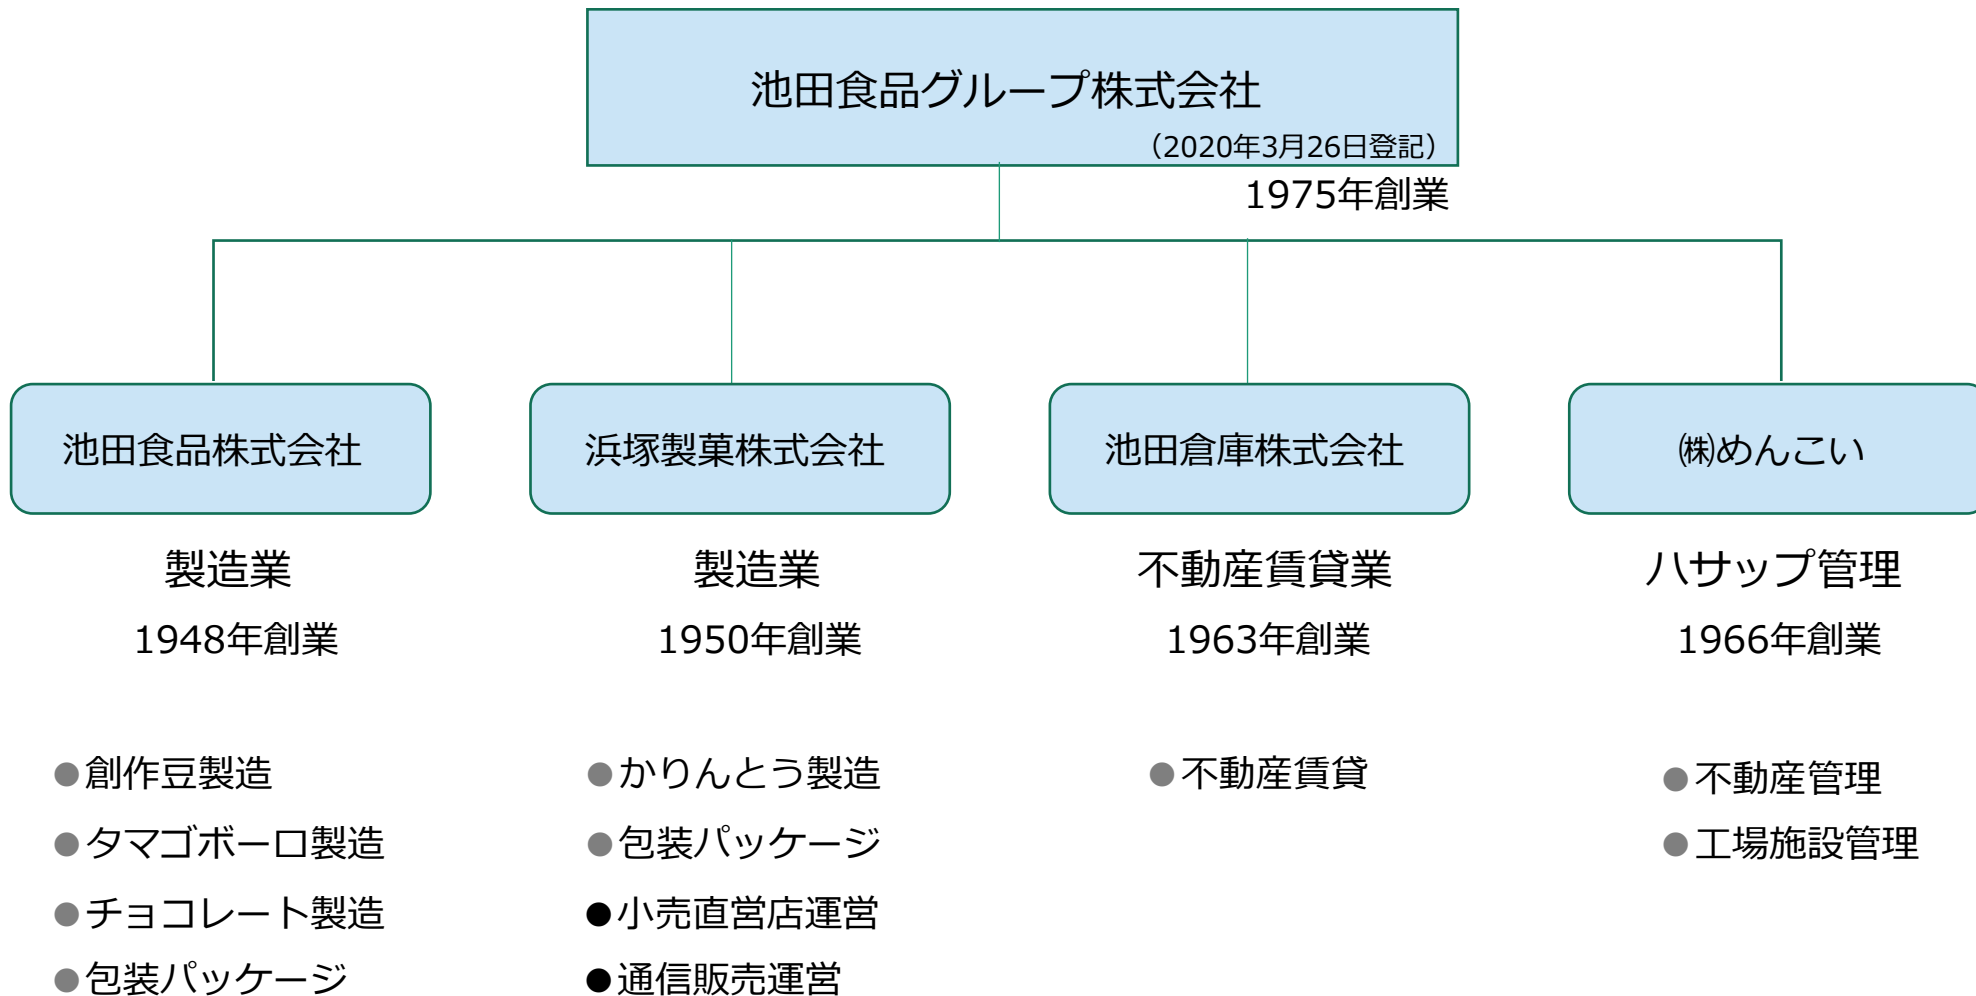 池田食品グループ株式会社
（2020年3月26日登記）
1975年創業
池田食品株式会社
浜塚製菓株式会社
池田倉庫株式会社
㈱めんこい
製造業
製造業
不動産賃貸業
ハサップ管理
1948年創業
1950年創業
1963年創業
1966年創業
●創作豆製造
●タマゴボーロ製造
●チョコレート製造
●包装パッケージ
●かりんとう製造
●包装パッケージ
●小売直営店運営
●通信販売運営
●不動産賃貸
●不動産管理
●工場施設管理